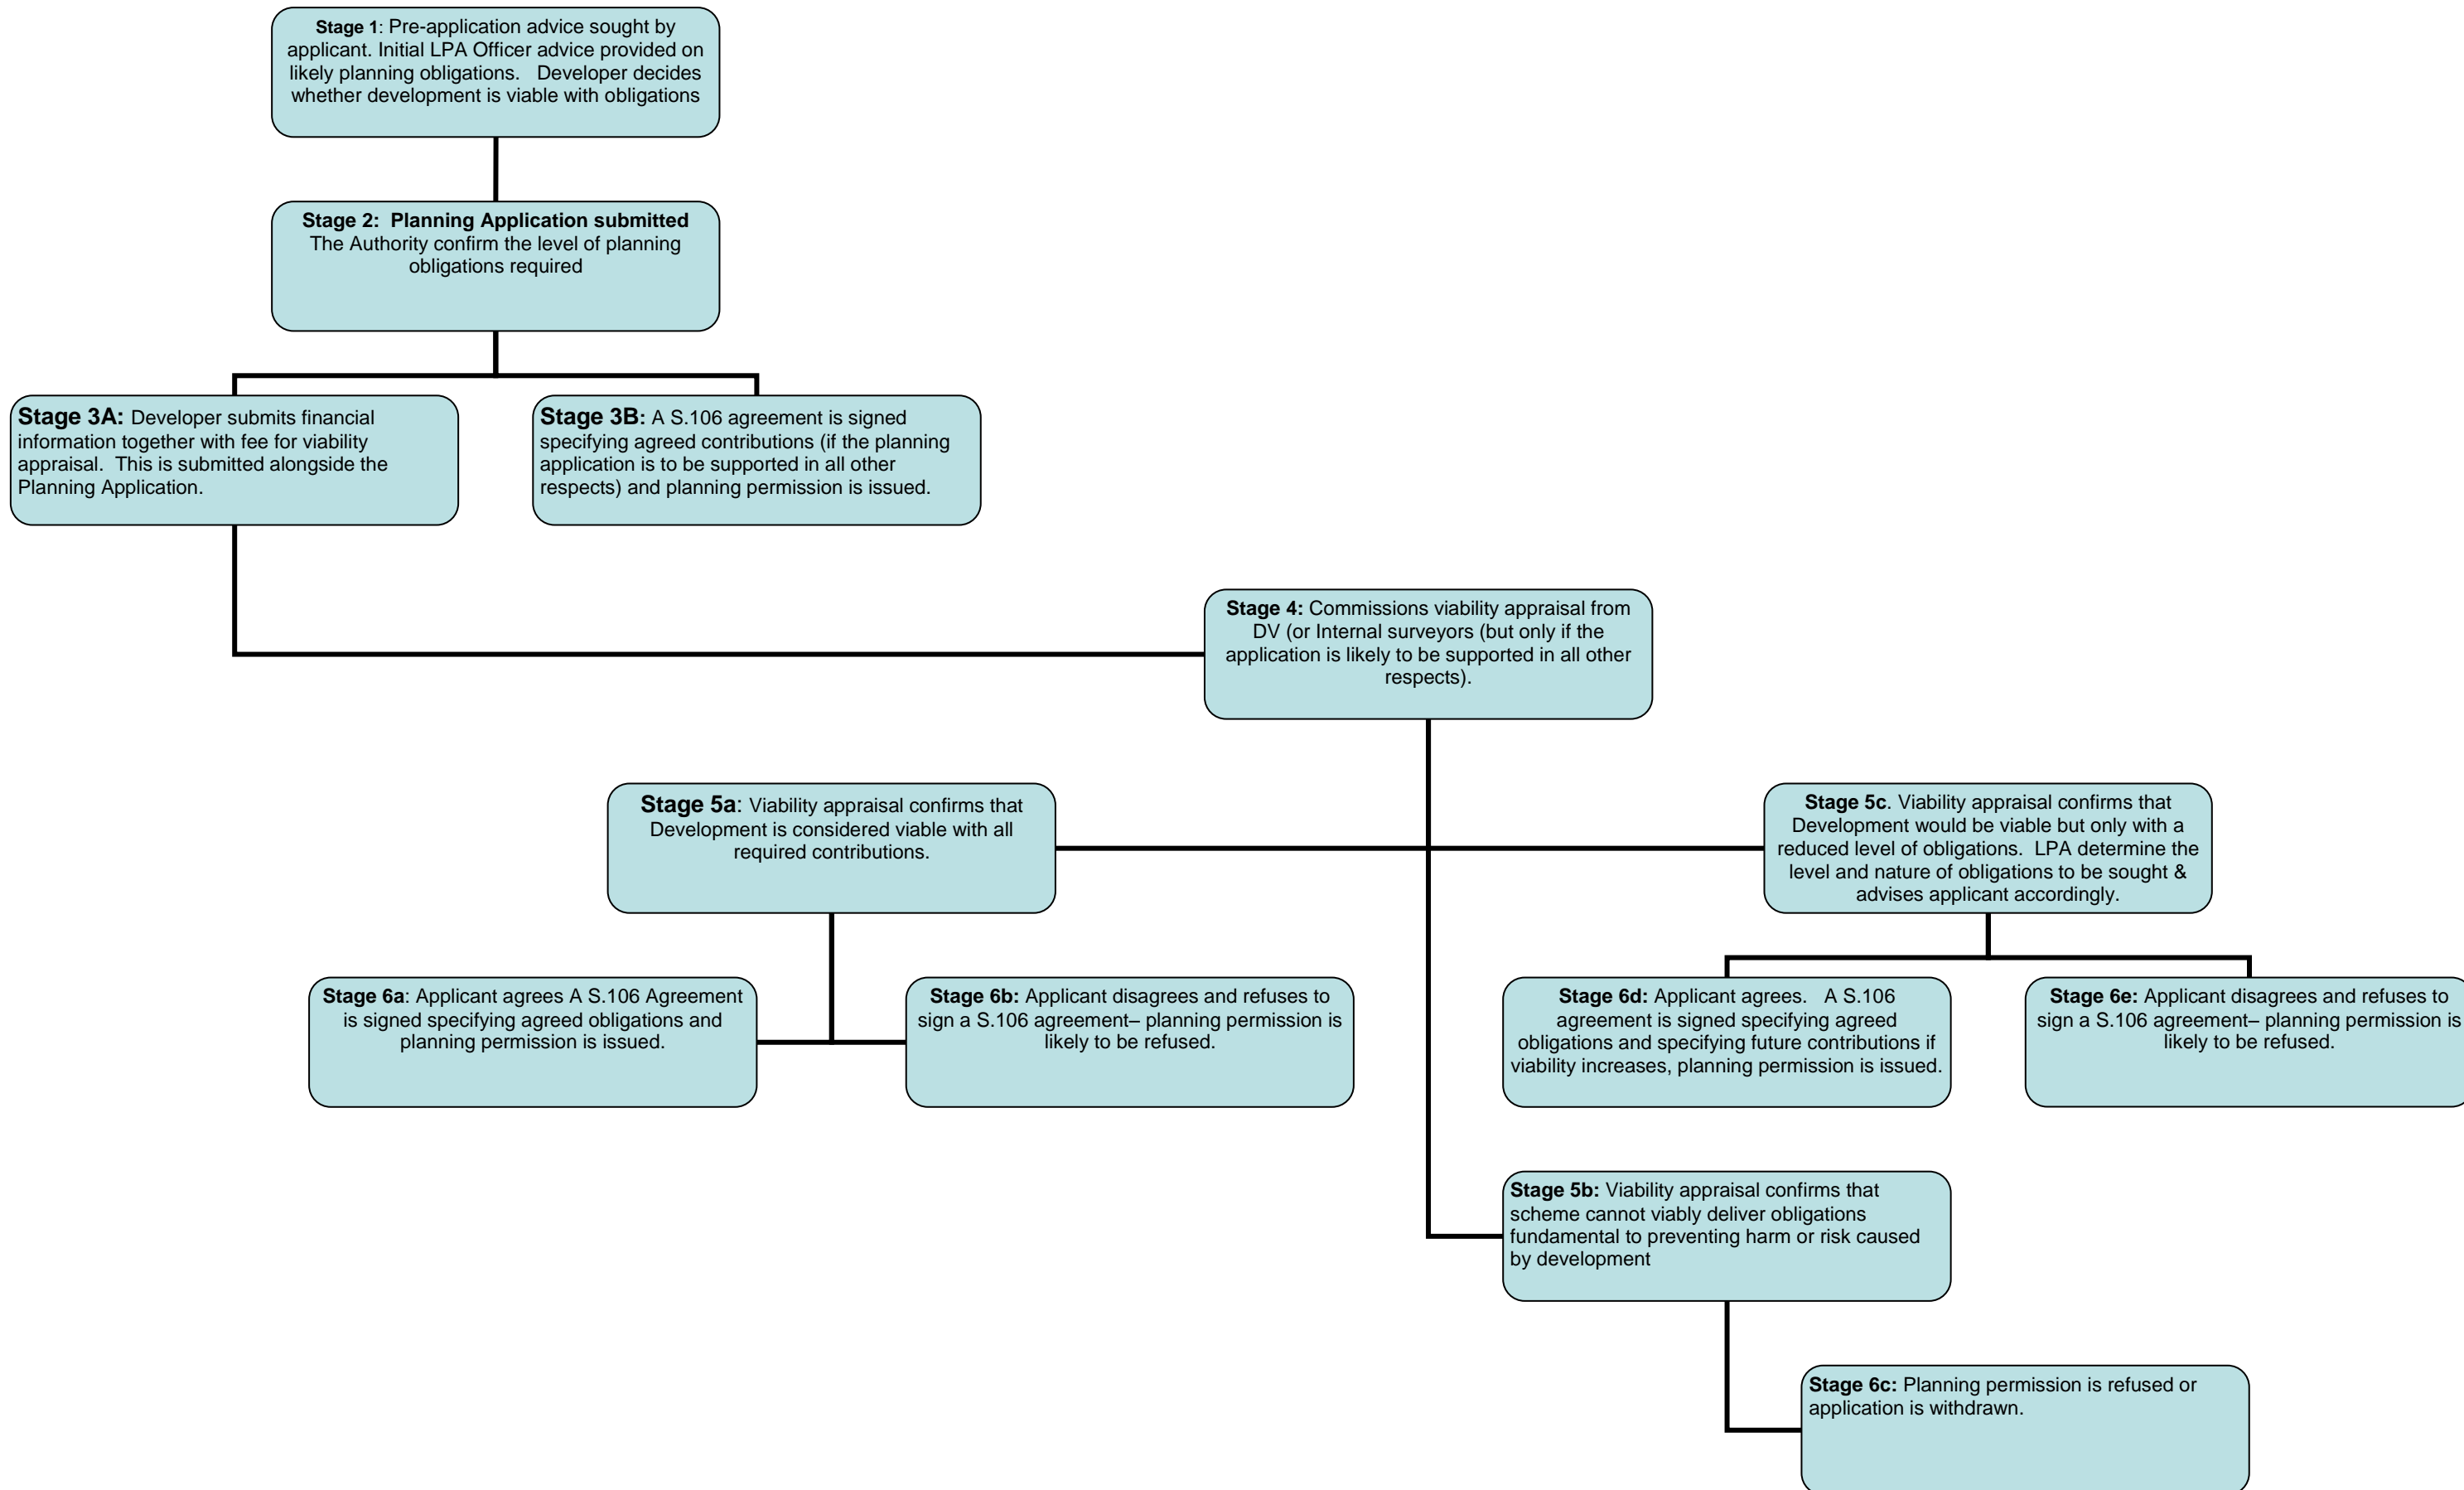 Stage 1: Pre-application advice sought by
applicant. Initial LPA Officer advice provided on
likely planning obligations.   Developer decides
whether development is viable with obligations
Stage 2:  Planning Application submitted
The Authority confirm the level of planning
obligations required
Stage 3A: Developer submits financial
information together with fee for viability
appraisal.  This is submitted alongside the
Planning Application.
Stage 3B: A S.106 agreement is signed
specifying agreed contributions (if the planning
application is to be supported in all other
respects) and planning permission is issued.
Stage 4: Commissions viability appraisal from
DV (or Internal surveyors (but only if the
application is likely to be supported in all other
respects).
Stage 5a: Viability appraisal confirms that
Development is considered viable with all
required contributions.
Stage 5c. Viability appraisal confirms that
Development would be viable but only with a
reduced level of obligations.  LPA determine the
level and nature of obligations to be sought &
advises applicant accordingly.
Stage 6a: Applicant agrees A S.106 Agreement
is signed specifying agreed obligations and
planning permission is issued.
Stage 6b: Applicant disagrees and refuses to
sign a S.106 agreement– planning permission is
likely to be refused.
Stage 6d: Applicant agrees.   A S.106
agreement is signed specifying agreed
obligations and specifying future contributions if
viability increases, planning permission is issued.
Stage 6e: Applicant disagrees and refuses to
sign a S.106 agreement– planning permission is
likely to be refused.
Stage 5b: Viability appraisal confirms that
scheme cannot viably deliver obligations
fundamental to preventing harm or risk caused
by development
Stage 6c: Planning permission is refused or
application is withdrawn.